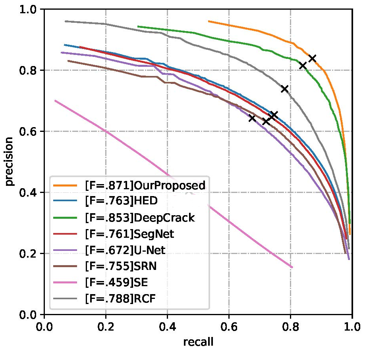 1.0
0.8
0.6
0.4
0.2
0.0
precision
[F=.871]OurProposed
[F=.763]HED
[F=.853]DeepCrack
[F=.761]SegNet
[F=.672]U-Net
[F=.755]SRN
[F=.459]SE
[F=.788]RCF
0.0 0.2 0.4 0.6 0.8 1.0
recall